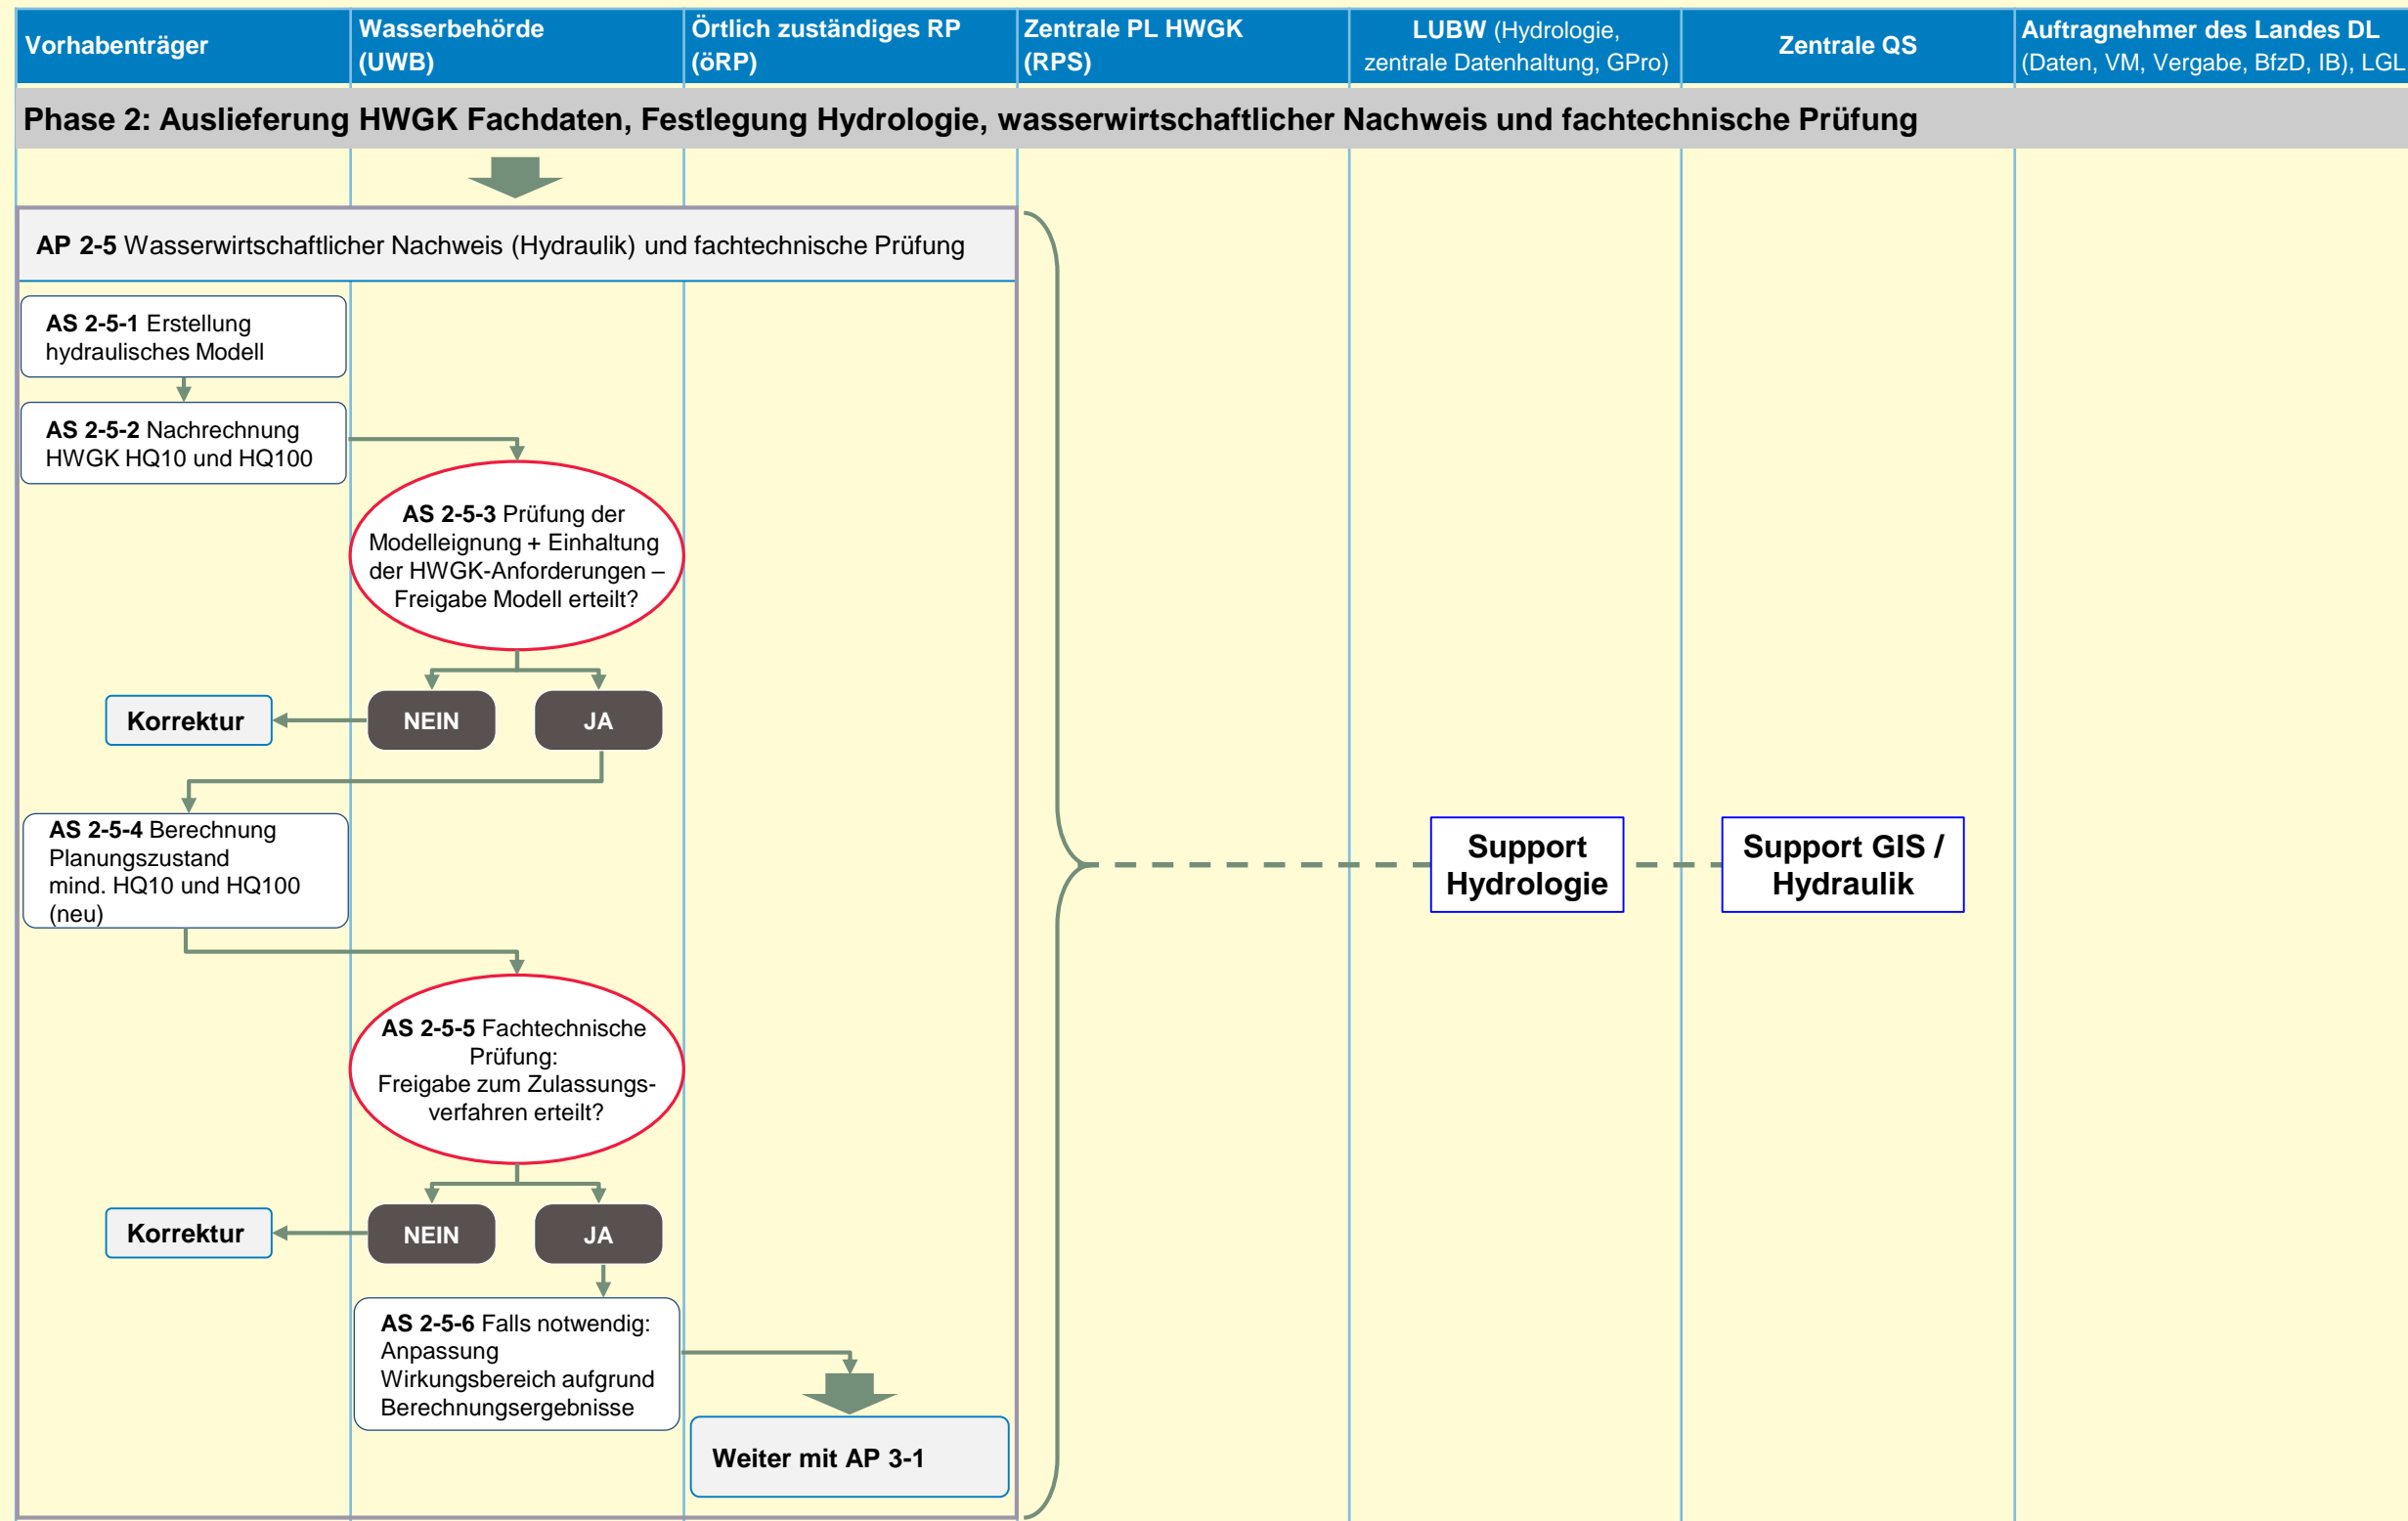 Vorhabenträger
Wasserbehörde
(UWB)
Örtlich zuständiges RP
(öRP)
Zentrale PL HWGK
(RPS)
LUBW (Hydrologie,
zentrale Datenhaltung, GPro)
Zentrale QS
Auftragnehmer des Landes DL
(Daten, VM, Vergabe, BfzD, IB), LGL
Phase 2: Auslieferung HWGK Fachdaten, Festlegung Hydrologie, wasserwirtschaftlicher Nachweis und fachtechnische Prüfung
AP 2-5 Wasserwirtschaftlicher Nachweis (Hydraulik) und fachtechnische Prüfung
AS 2-5-1 Erstellung
hydraulisches Modell
AS 2-5-2 Nachrechnung
HWGK HQ10 und HQ100
AS 2-5-3 Prüfung der
Modelleignung + Einhaltung
der HWGK-Anforderungen –
Freigabe Modell erteilt?
Korrektur
NEIN
JA
AS 2-5-4 Berechnung
Planungszustand
mind. HQ10 und HQ100
(neu)
Support
Hydrologie
Support GIS /
Hydraulik
AS 2-5-5 Fachtechnische
Prüfung:
Freigabe zum Zulassungs-
verfahren erteilt?
Korrektur
NEIN
JA
AS 2-5-6 Falls notwendig:
Anpassung
Wirkungsbereich aufgrund
Berechnungsergebnisse
Weiter mit AP 3-1